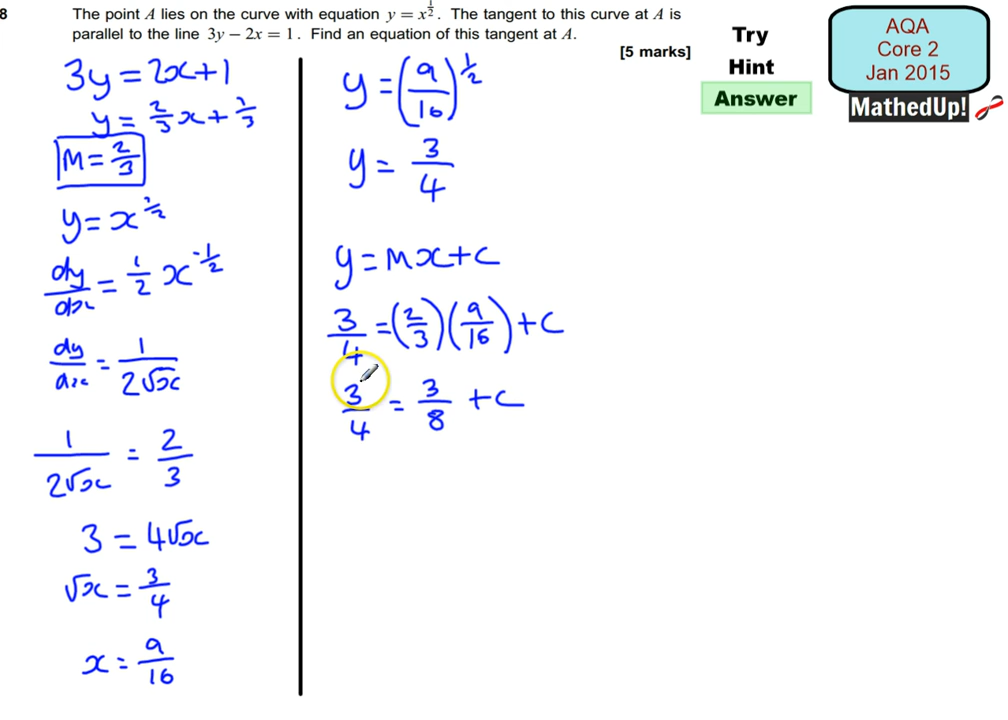 8 The point A lies on the curve with equation y = x^{1/2}. The tangent to this curve at A is
parallel to the line 3y − 2x = 1. Find an equation of this tangent at A.
[5 marks]
Try
Hint
Answer
AQA
Core 2
Jan 2015
MathedUp!
3y = 2x + 1
y = 2/3 x + 1/3
M = 2/3
y = x^{1/2}
dy/dx = 1/2 x^{-1/2}
dy/dx = 1/(2√x)
1/(2√x) = 2/3
3 = 4√x
√x = 3/4
x = 9/16
y = (9/16)^{1/2}
y = 3/4
y = Mx + c
3/4 = (2/3)(9/16) + c
3/4 = 3/8 + c